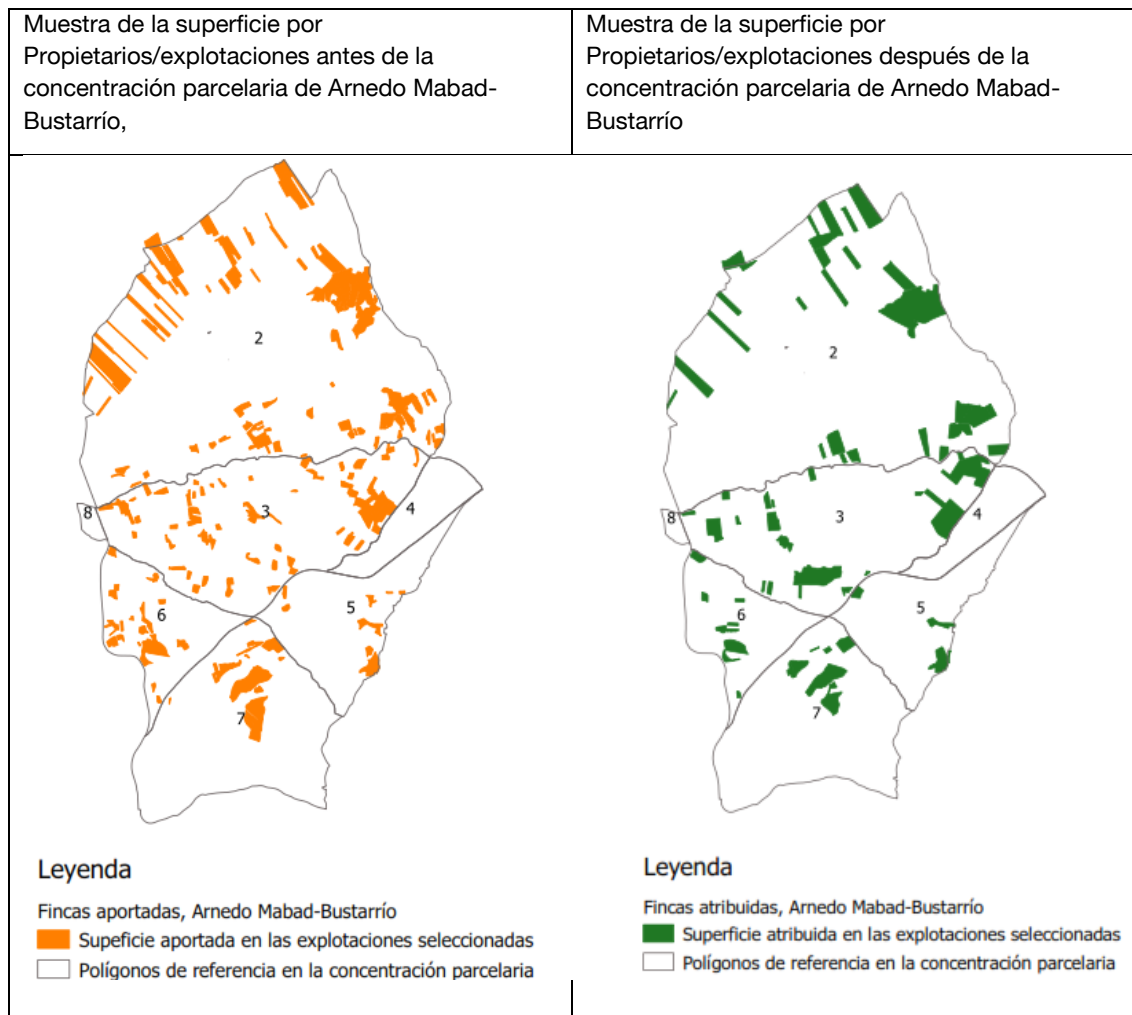 Muestra de la superficie por
Propietarios/explotaciones antes de la
concentración parcelaria de Arnedo Mabad-
Bustarrío,
Muestra de la superficie por
Propietarios/explotaciones después de la
concentración parcelaria de Arnedo Mabad-
Bustarrío
2
3
4
8
5
6
7
Leyenda
Fincas aportadas, Arnedo Mabad-Bustarrío
Supeficie aportada en las explotaciones seleccionadas
Polígonos de referencia en la concentración parcelaria
2
3
4
8
5
6
7
Leyenda
Fincas atribuidas, Arnedo Mabad-Bustarrío
Superficie atribuida en las explotaciones seleccionadas
Polígonos de referencia en la concentración parcelaria